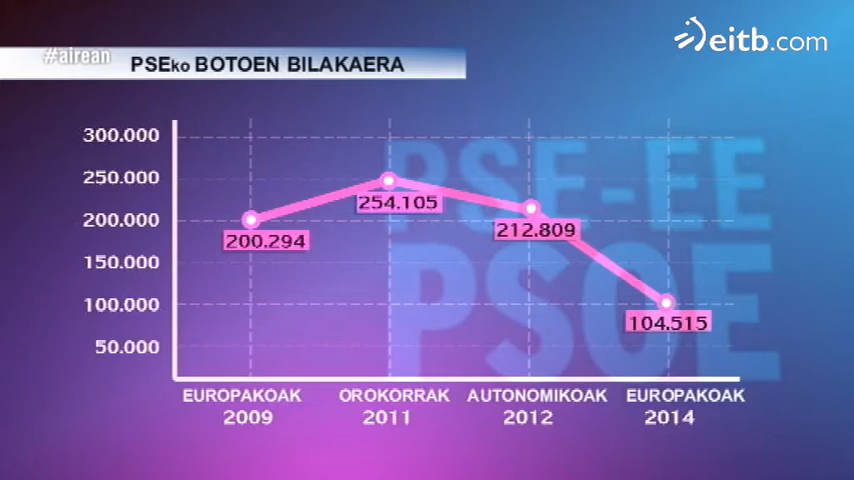 eitb.com
#airean
PSEko BOTOEN BILAKAERA
300.000
250.000
200.000
150.000
100.000
50.000
PSE-EE
PSOE
200.294
254.105
212.809
104.515
EUROPAKOAK OROKORRAK AUTONOMIKOAK EUROPAKOAK
2009 2011 2012 2014